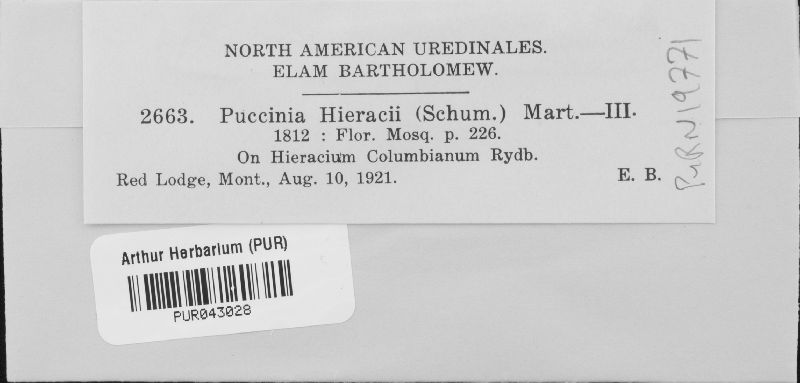 NORTH AMERICAN UREDINALES.
ELAM BARTHOLOMEW.
2663. Puccinia Hieracii (Schum.) Mart.—III.
1812 : Flor. Mosq. p. 226.
On Hieracium Columbianum Rydb.
Red Lodge, Mont., Aug. 10, 1921. E. B.
PURN19771
Arthur Herbarium (PUR)
PUR043028